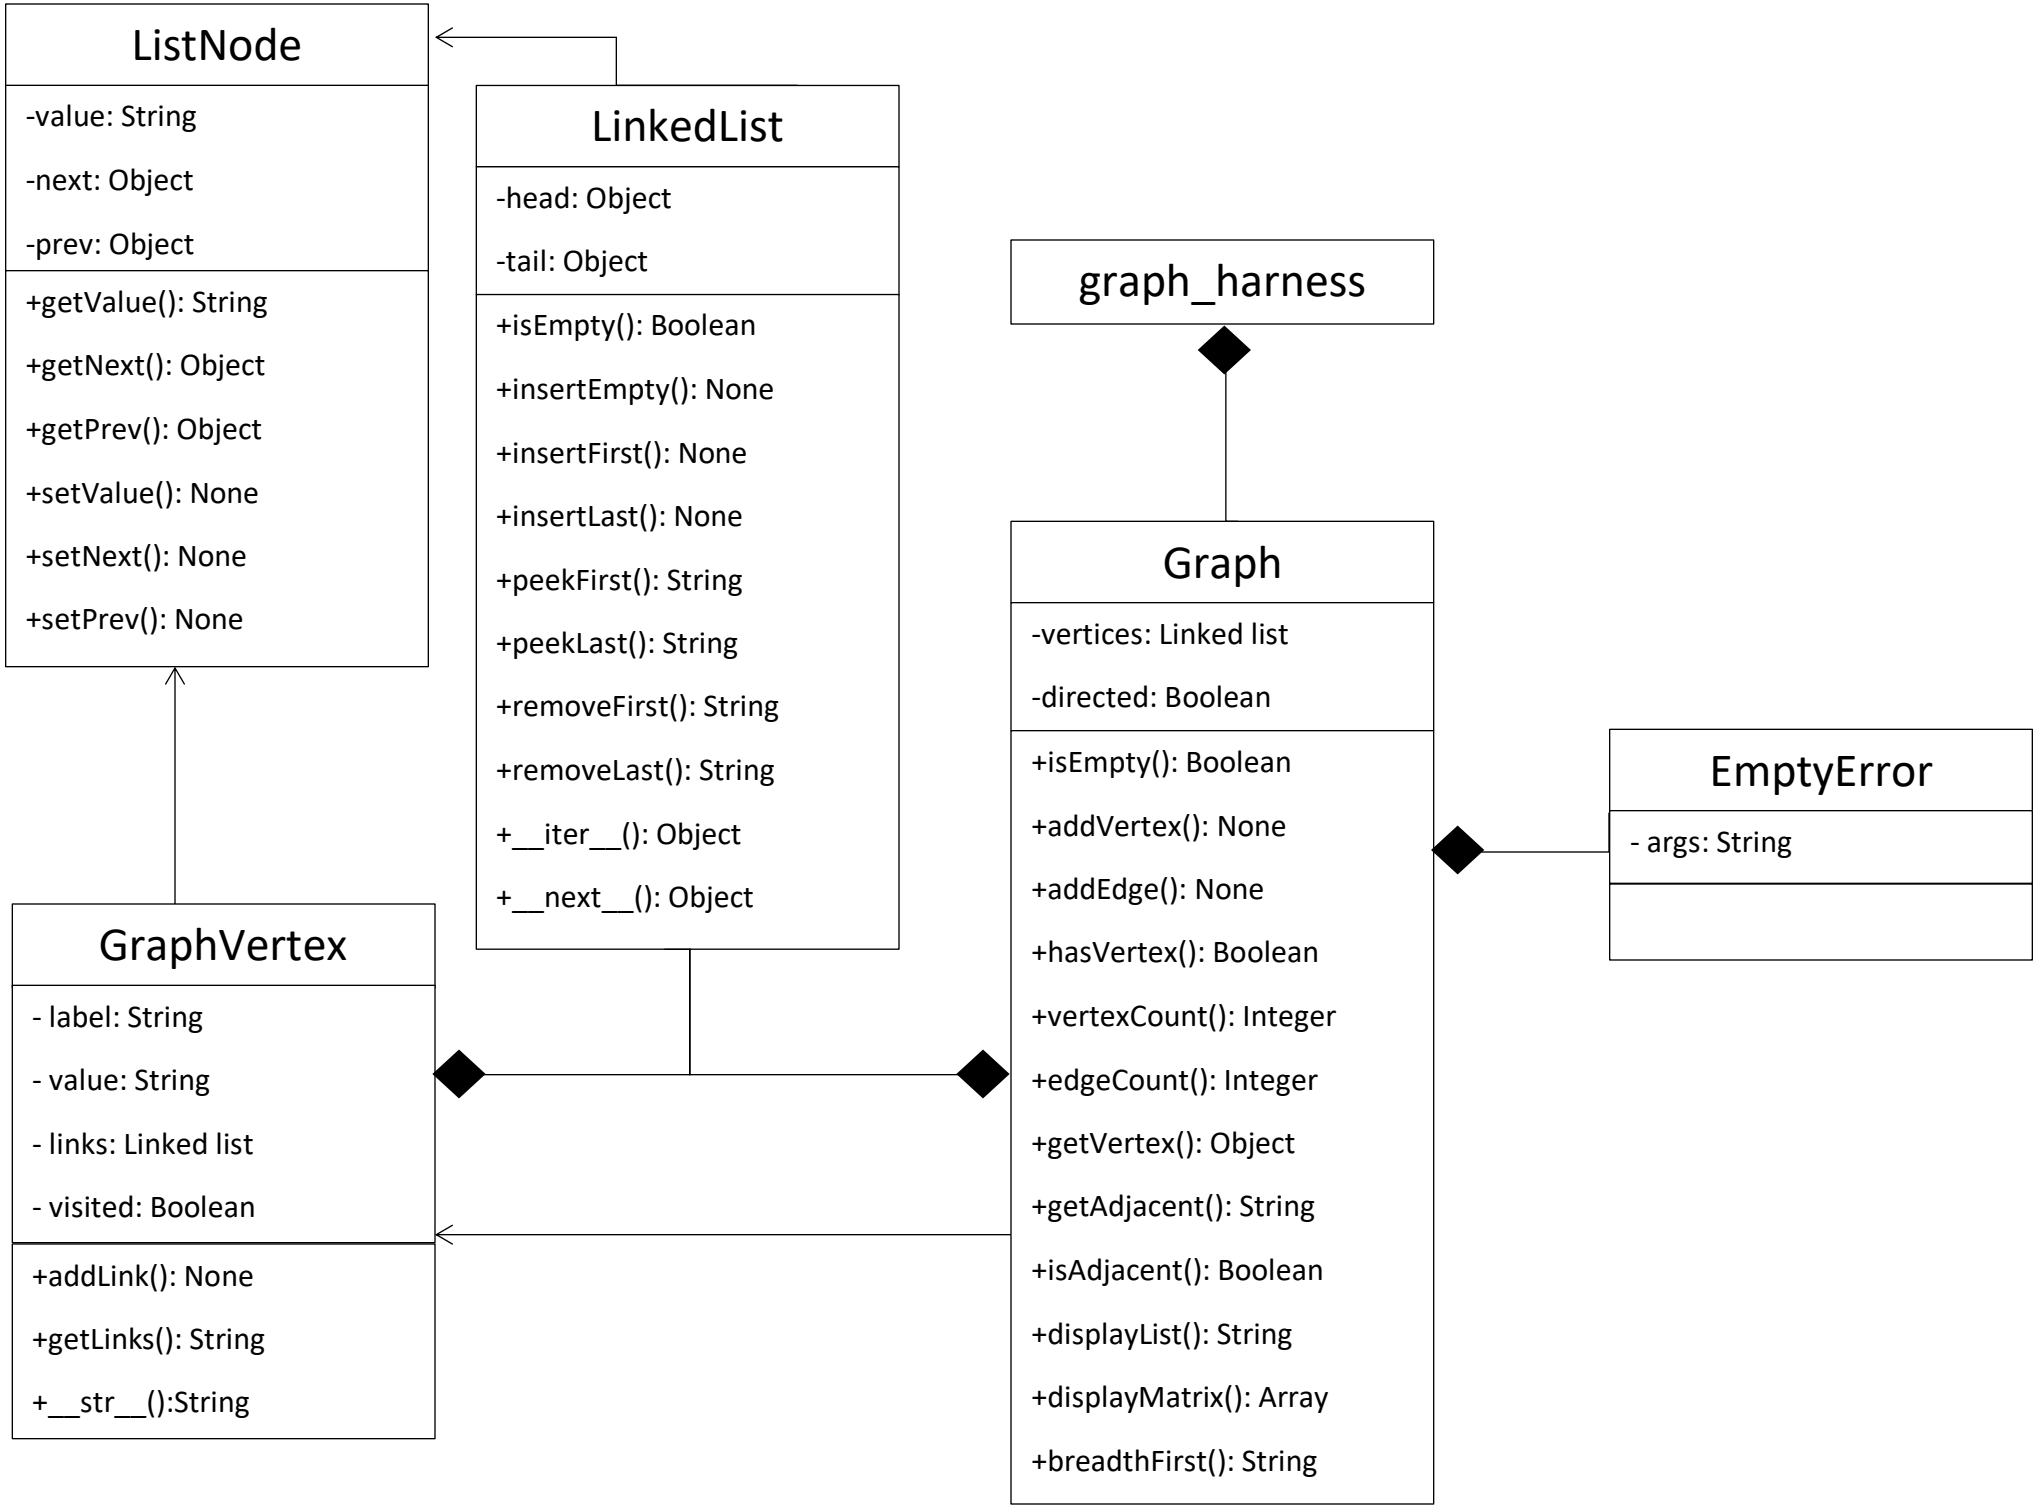 ListNode
-value: String
-next: Object
-prev: Object
+getValue(): String
+getNext(): Object
+getPrev(): Object
+setValue(): None
+setNext(): None
+setPrev(): None
LinkedList
-head: Object
-tail: Object
+isEmpty(): Boolean
+insertEmpty(): None
+insertFirst(): None
+insertLast(): None
+peekFirst(): String
+peekLast(): String
+removeFirst(): String
+removeLast(): String
+__iter__(): Object
+__next__(): Object
graph_harness
Graph
-vertices: Linked list
-directed: Boolean
+isEmpty(): Boolean
+addVertex(): None
+addEdge(): None
+hasVertex(): Boolean
+vertexCount(): Integer
+edgeCount(): Integer
+getVertex(): Object
+getAdjacent(): String
+isAdjacent(): Boolean
+displayList(): String
+displayMatrix(): Array
+breadthFirst(): String
EmptyError
- args: String
GraphVertex
- label: String
- value: String
- links: Linked list
- visited: Boolean
+addLink(): None
+getLinks(): String
+__str__():String